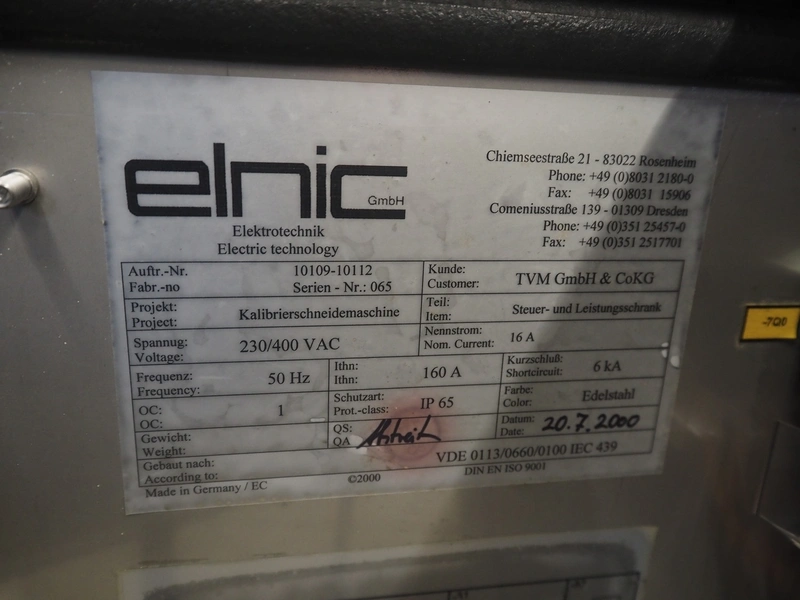 elnic GmbH
Elektrotechnik
Electric technology
Chiemseestraße 21 - 83022 Rosenheim
Phone: +49 (0)8031 2180-0
Fax: +49 (0)8031 15906
Comeniusstraße 139 - 01309 Dresden
Phone: +49 (0)351 25457-0
Fax: +49 (0)351 2517701
Auftr.-Nr. 10109-10112
Fabr.-no Serien - Nr.: 065
Kunde:
Customer: TVM GmbH & CoKG
Projekt:
Project: Kalibrierschneidemaschine
Teil:
Item: Steuer- und Leistungsschrank
Spannug:
Voltage: 230/400 VAC
Nennstrom:
Nom. Current: 16 A
Frequenz:
Frequency: 50 Hz
Ithn:
Ithn: 160 A
Kurzschluß:
Shortcircuit: 6 kA
OC:
OC: 1
Schutzart:
Prot.-class: IP 65
Farbe:
Color: Edelstahl
Gewicht:
Weight:
QS:
QA
Datum:
Date: 20.7.2000
Gebaut nach:
According to: VDE 0113/0660/0100 IEC 439
Made in Germany / EC
©2000
DIN EN ISO 9001
-7Q0